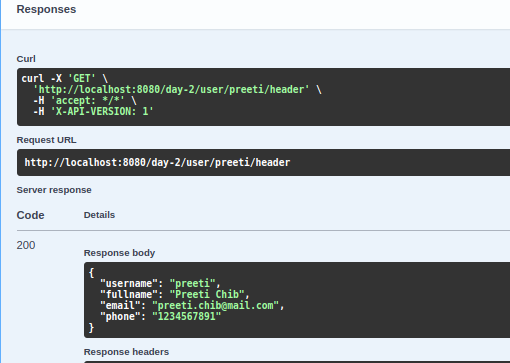 Responses
Curl
curl -X 'GET' \
  'http://localhost:8080/day-2/user/preeti/header' \
  -H 'accept: */*' \
  -H 'X-API-VERSION: 1'
Request URL
http://localhost:8080/day-2/user/preeti/header
Server response
Code Details
200
Response body
{
  "username": "preeti",
  "fullname": "Preeti Chib",
  "email": "preeti.chib@mail.com",
  "phone": "1234567891"
}
Response headers